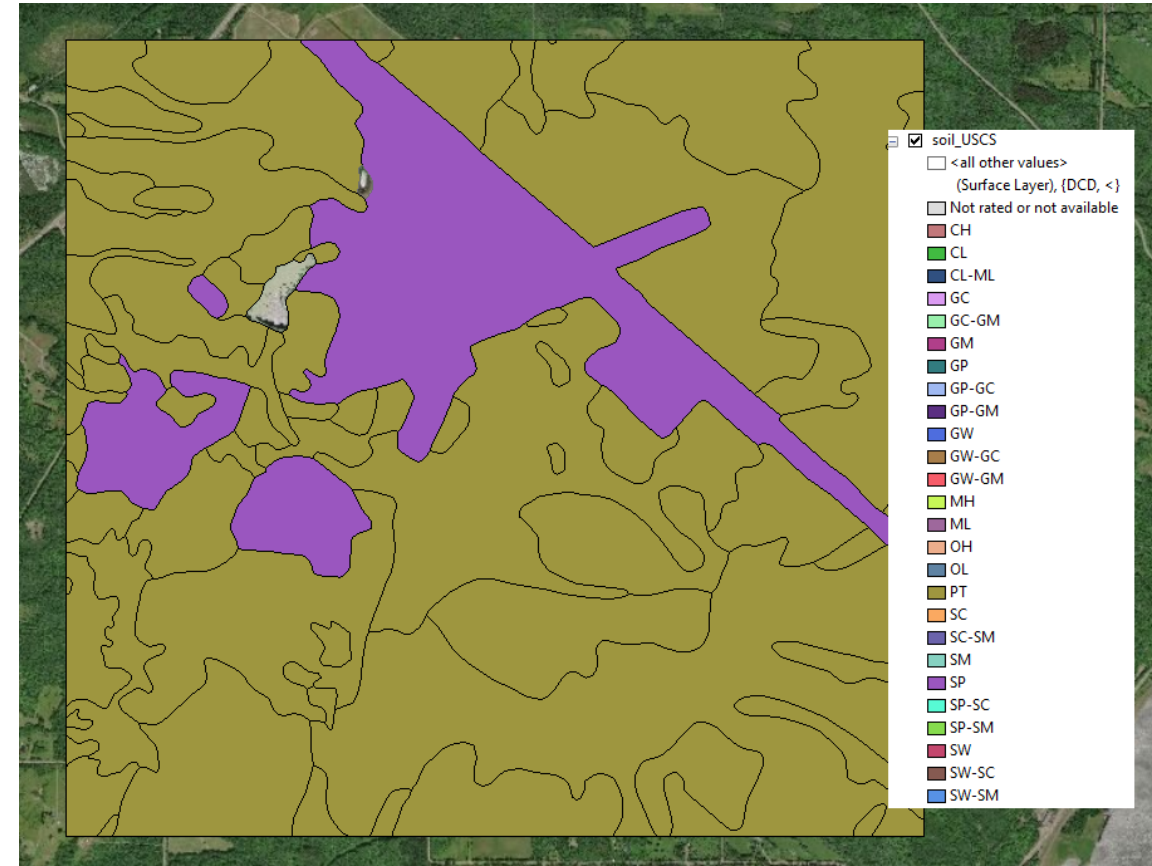 soil_USCS
<all other values>
(Surface Layer), {DCD, <}
Not rated or not available
CH
CL
CL-ML
GC
GC-GM
GM
GP
GP-GC
GP-GM
GW
GW-GC
GW-GM
MH
ML
OH
OL
PT
SC
SC-SM
SM
SP
SP-SC
SP-SM
SW
SW-SC
SW-SM